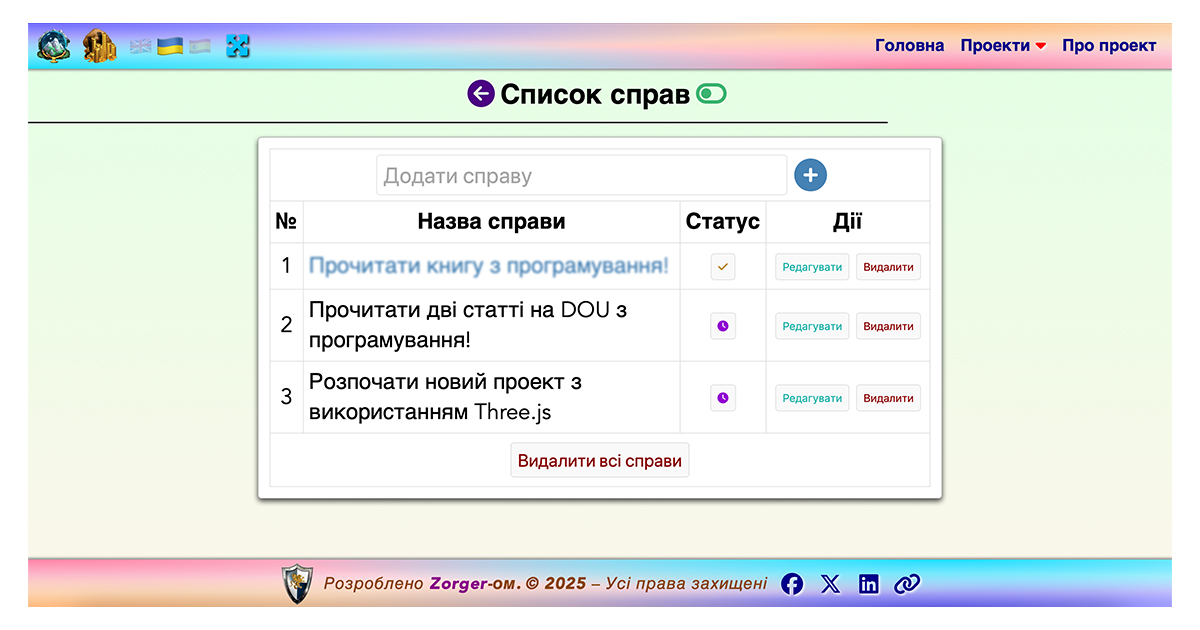 Головна Проекти Про проект
Список справ
Додати справу
№ Назва справи Статус Дії
1 Прочитати книгу з програмування! Редагувати Видалити
2 Прочитати дві статті на DOU з
програмування! Редагувати Видалити
3 Розпочати новий проект з
використанням Three.js Редагувати Видалити
Видалити всі справи
Розроблено Zorger-ом. © 2025 – Усі права захищені